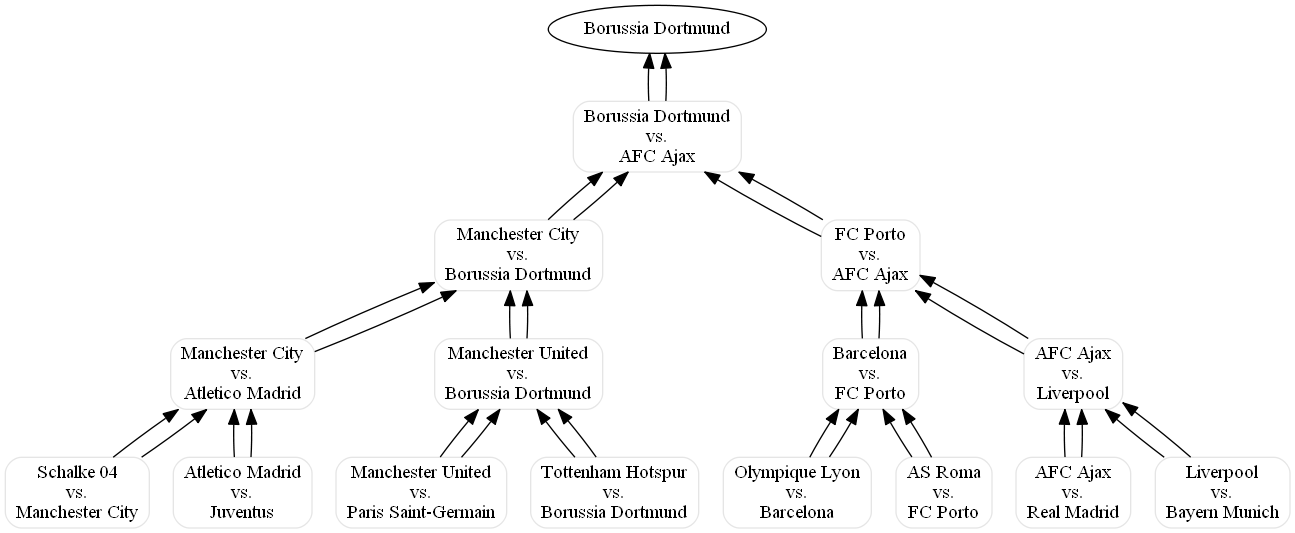 Borussia Dortmund
Borussia Dortmund
vs.
AFC Ajax
Manchester City
vs.
Borussia Dortmund
FC Porto
vs.
AFC Ajax
Manchester City
vs.
Atletico Madrid
Manchester United
vs.
Borussia Dortmund
Barcelona
vs.
FC Porto
AFC Ajax
vs.
Liverpool
Schalke 04
vs.
Manchester City
Atletico Madrid
vs.
Juventus
Manchester United
vs.
Paris Saint-Germain
Tottenham Hotspur
vs.
Borussia Dortmund
Olympique Lyon
vs.
Barcelona
AS Roma
vs.
FC Porto
AFC Ajax
vs.
Real Madrid
Liverpool
vs.
Bayern Munich